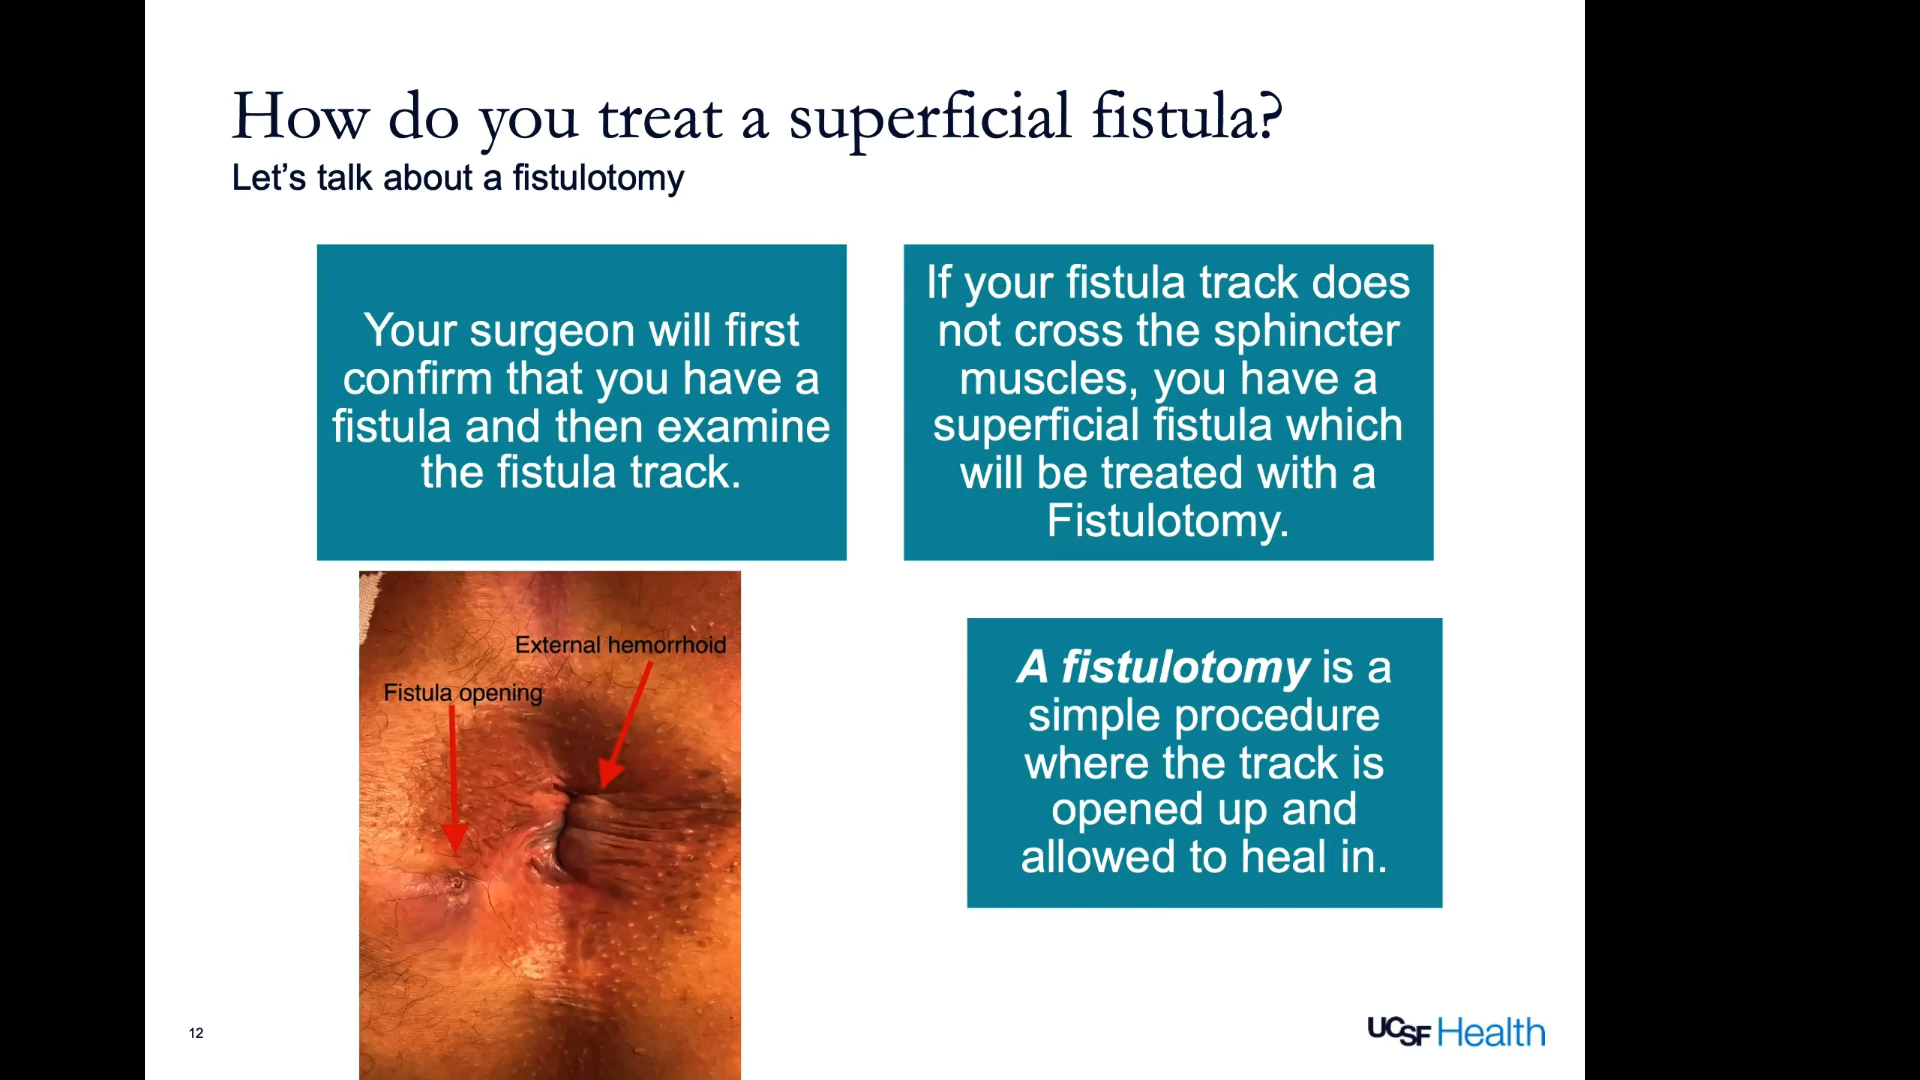 How do you treat a superficial fistula?
Let's talk about a fistulotomy
Your surgeon will first
confirm that you have a
fistula and then examine
the fistula track.
If your fistula track does
not cross the sphincter
muscles, you have a
superficial fistula which
will be treated with a
Fistulotomy.
External hemorrhoid
Fistula opening
A fistulotomy is a
simple procedure
where the track is
opened up and
allowed to heal in.
12
UCSF Health